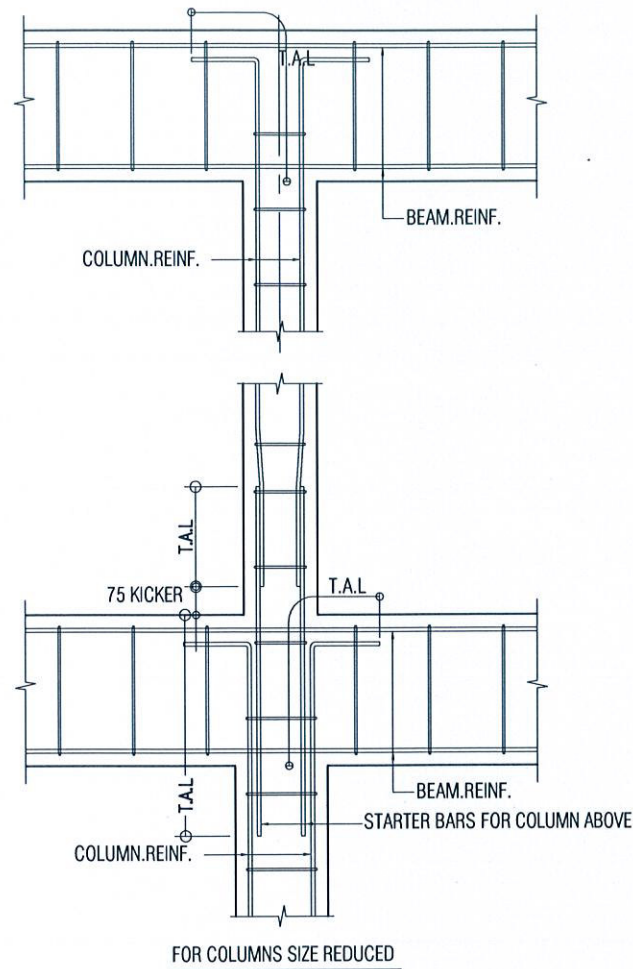 T.A.L
BEAM.REINF.
COLUMN.REINF.
T.A.L
75 KICKER
T.A.L
T.A.L
BEAM.REINF.
STARTER BARS FOR COLUMN ABOVE
COLUMN.REINF.
FOR COLUMNS SIZE REDUCED